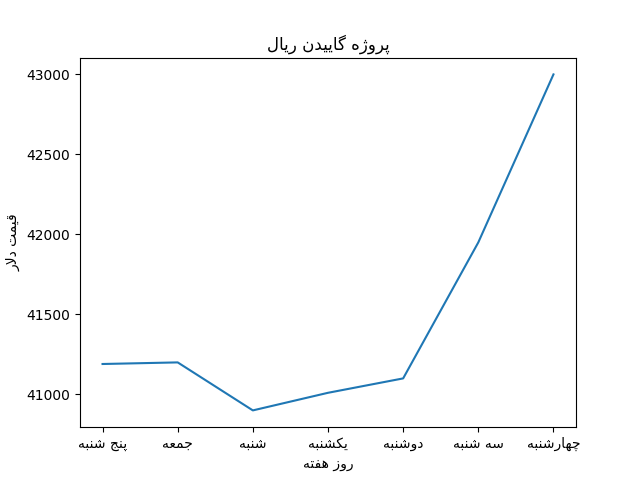 پروژه گاییدن ریال
43000
42500
42000
41500
41000
قیمت دلار
پنج شنبه
جمعه
شنبه
یکشنبه
دوشنبه
سه شنبه
چهارشنبه
روز هفته